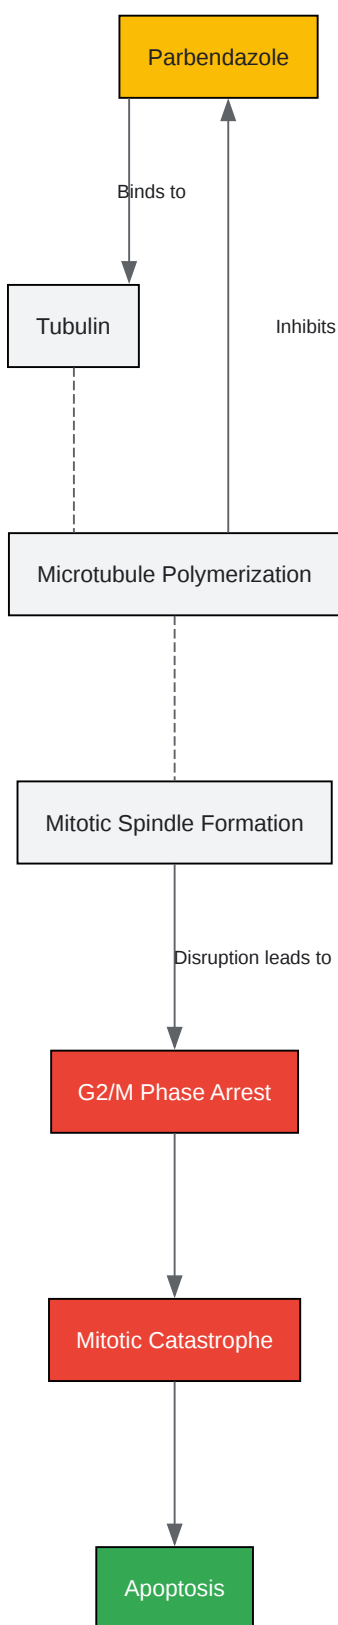 Parbendazole
Binds to
Tubulin
Inhibits
Microtubule Polymerization
Mitotic Spindle Formation
Disruption leads to
G2/M Phase Arrest
Mitotic Catastrophe
Apoptosis